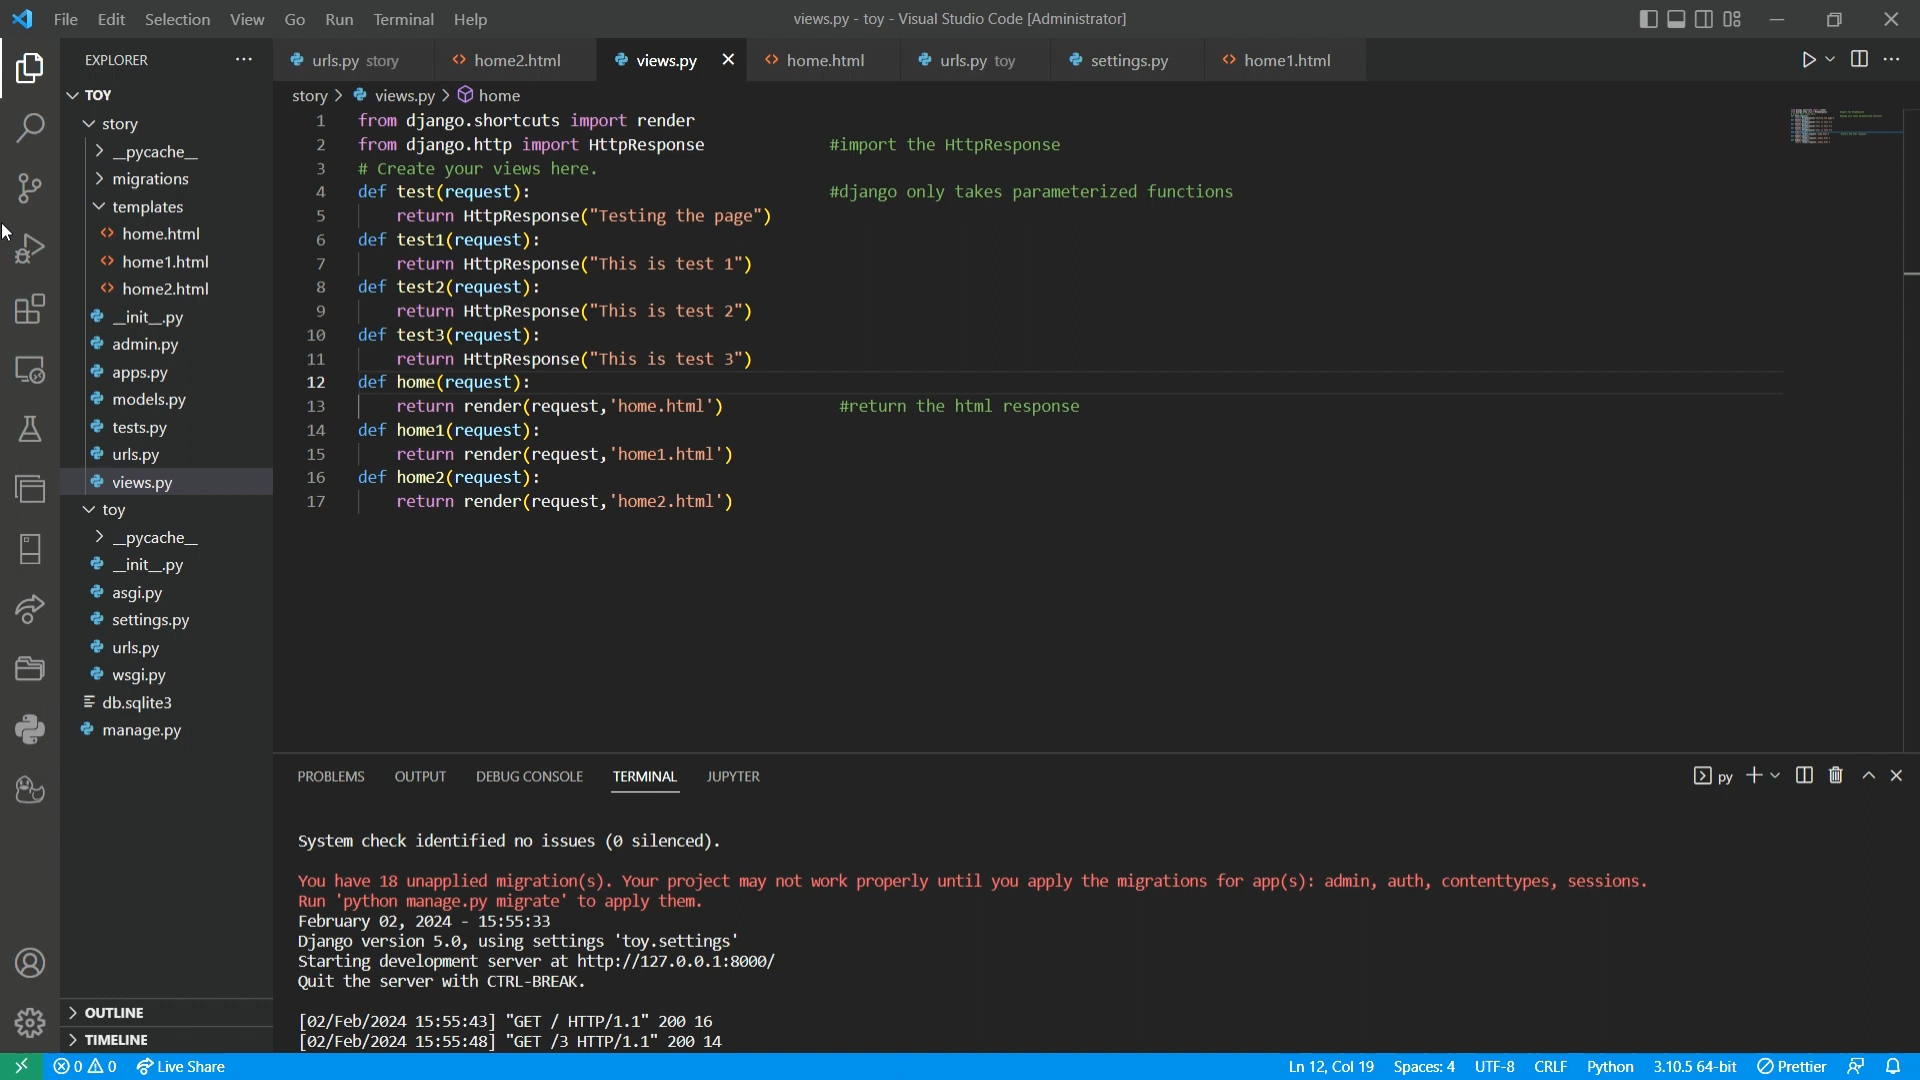 File Edit Selection View Go Run Terminal Help
views.py - toy - Visual Studio Code [Administrator]
EXPLORER
urls.py story
home2.html
views.py
home.html
urls.py toy
settings.py
home1.html
story > views.py > home
TOY
story
__pycache__
migrations
templates
home.html
home1.html
home2.html
__init__.py
admin.py
apps.py
models.py
tests.py
urls.py
views.py
toy
__pycache__
__init__.py
asgi.py
settings.py
urls.py
wsgi.py
db.sqlite3
manage.py
OUTLINE
TIMELINE
1 from django.shortcuts import render
2 from django.http import HttpResponse #import the HttpResponse
3 # Create your views here.
4 def test(request): #django only takes parameterized functions
5 return HttpResponse("Testing the page")
6 def test1(request):
7 return HttpResponse("This is test 1")
8 def test2(request):
9 return HttpResponse("This is test 2")
10 def test3(request):
11 return HttpResponse("This is test 3")
12 def home(request):
13 return render(request,'home.html') #return the html response
14 def home1(request):
15 return render(request,'home1.html')
16 def home2(request):
17 return render(request,'home2.html')
PROBLEMS OUTPUT DEBUG CONSOLE TERMINAL JUPYTER
py
System check identified no issues (0 silenced).
You have 18 unapplied migration(s). Your project may not work properly until you apply the migrations for app(s): admin, auth, contenttypes, sessions.
Run 'python manage.py migrate' to apply them.
February 02, 2024 - 15:55:33
Django version 5.0, using settings 'toy.settings'
Starting development server at http://127.0.0.1:8000/
Quit the server with CTRL-BREAK.
[02/Feb/2024 15:55:43] "GET / HTTP/1.1" 200 16
[02/Feb/2024 15:55:48] "GET /3 HTTP/1.1" 200 14
0 0 Live Share
Ln 12, Col 19 Spaces: 4 UTF-8 CRLF Python 3.10.5 64-bit Prettier